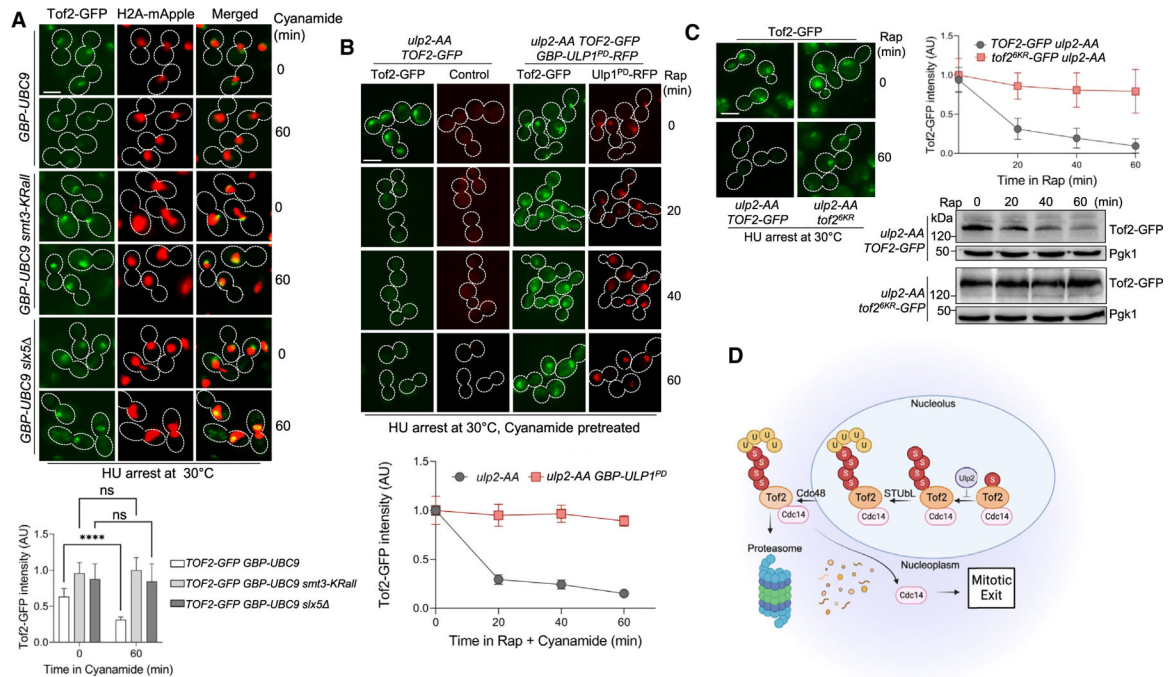 A
Tof2-GFP H2A-mApple Merged Cyanamide (min)
GBP-UBC9
0
60
GBP-UBC9 smt3-KRall
0
60
GBP-UBC9 slx5Δ
0
60
HU arrest at 30°C
ns
ns
****
Tof2-GFP intensity (AU)
1.5
1.0
0.5
0.0
0 60
Time in Cyanamide (min)
TOF2-GFP GBP-UBC9
TOF2-GFP GBP-UBC9 smt3-KRall
TOF2-GFP GBP-UBC9 slx5Δ
B
ulp2-AA TOF2-GFP
ulp2-AA TOF2-GFP GBP-ULP1PD-RFP
Tof2-GFP Control Tof2-GFP Ulp1PD-RFP
Rap (min)
0
20
40
60
HU arrest at 30°C, Cyanamide pretreated
ulp2-AA ulp2-AA GBP-ULP1PD
Tof2-GFP intensity (AU)
1.5
1.0
0.5
0.0
0 20 40 60
Time in Rap + Cyanamide (min)
C
Tof2-GFP
Rap (min)
0
60
ulp2-AA TOF2-GFP
ulp2-AA tof26KR
HU arrest at 30°C
TOF2-GFP ulp2-AA
tof26KR-GFP ulp2-AA
Tof2-GFP intensity (AU)
1.5
1.0
0.5
0.0
20 40 60
Time in Rap (min)
Rap 0 20 40 60 (min)
kDa
ulp2-AA TOF2-GFP
120
Tof2-GFP
50
Pgk1
ulp2-AA tof26KR-GFP
120
Tof2-GFP
50
Pgk1
D
Nucleolus
U U U U
S S S S
Tof2
Cdc14
Cdc48
U U U U
S S S S
Tof2
Cdc14
STUbL
S S S S
Tof2
Cdc14
Ulp2
S
Tof2
Cdc14
Proteasome
Nucleoplasm
Cdc14
Mitotic
Exit